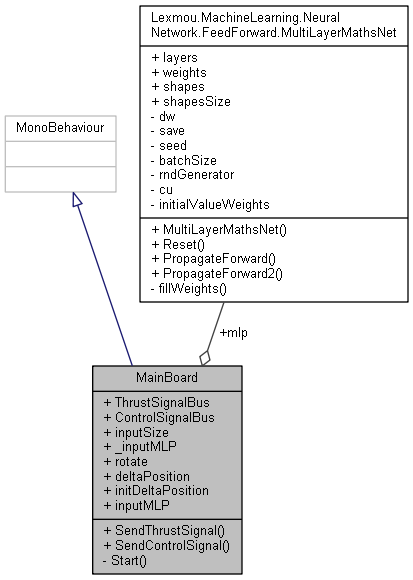 Lexmou.MachineLearning.Neural
Network.FeedForward.MultiLayerMathsNet
+ layers
+ weights
+ shapes
+ shapesSize
- dw
- save
- seed
- batchSize
- rndGenerator
- cu
- initialValueWeights
+ MultiLayerMathsNet()
+ Reset()
+ PropagateForward()
+ PropagateForward2()
- fillWeights()
MonoBehaviour
+mlp
MainBoard
+ ThrustSignalBus
+ ControlSignalBus
+ inputSize
+ _inputMLP
+ rotate
+ deltaPosition
+ initDeltaPosition
+ inputMLP
+ SendThrustSignal()
+ SendControlSignal()
- Start()